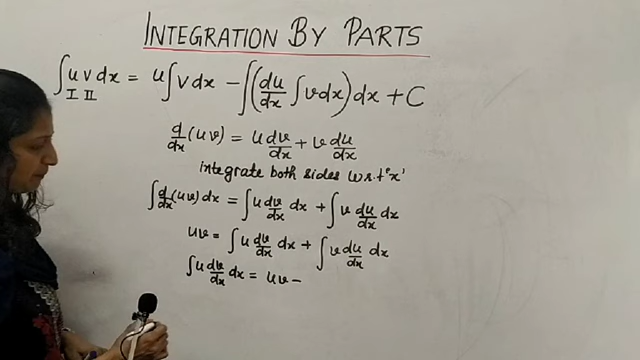 INTEGRATION BY PARTS
∫u v dx = u∫v dx − ∫(du/dx ∫v dx) dx + C
I II
d/dx (uv) = u dv/dx + v du/dx
integrate both sides w.r.t 'x'
∫d/dx (uv) dx = ∫u dv/dx dx + ∫v du/dx dx
uv = ∫u dv/dx dx + ∫v du/dx dx
∫u dv/dx dx = uv −